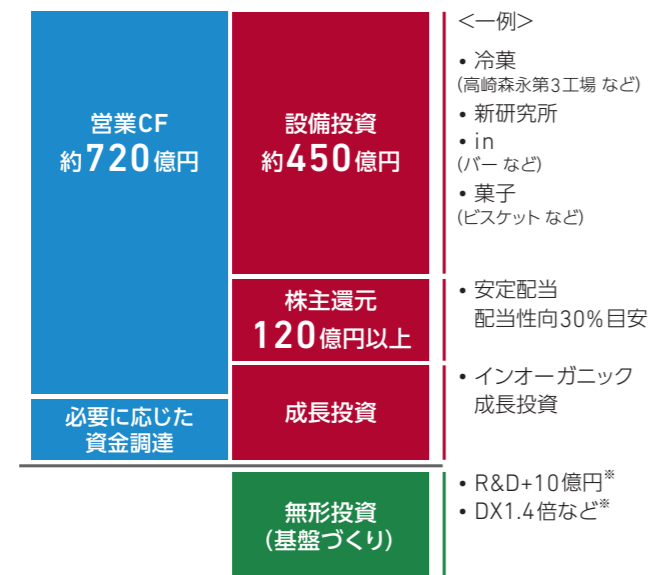 営業CF
約720億円
必要に応じた
資金調達
設備投資
約450億円
株主還元
120億円以上
成長投資
無形投資
(基盤づくり)
<一例>
• 冷菓
(高崎森永第3工場 など)
• 新研究所
• in
(バー など)
• 菓子
(ビスケット など)
• 安定配当
配当性向30%目安
• インオーガニック
成長投資
• R&D+10億円※
• DX1.4倍など※